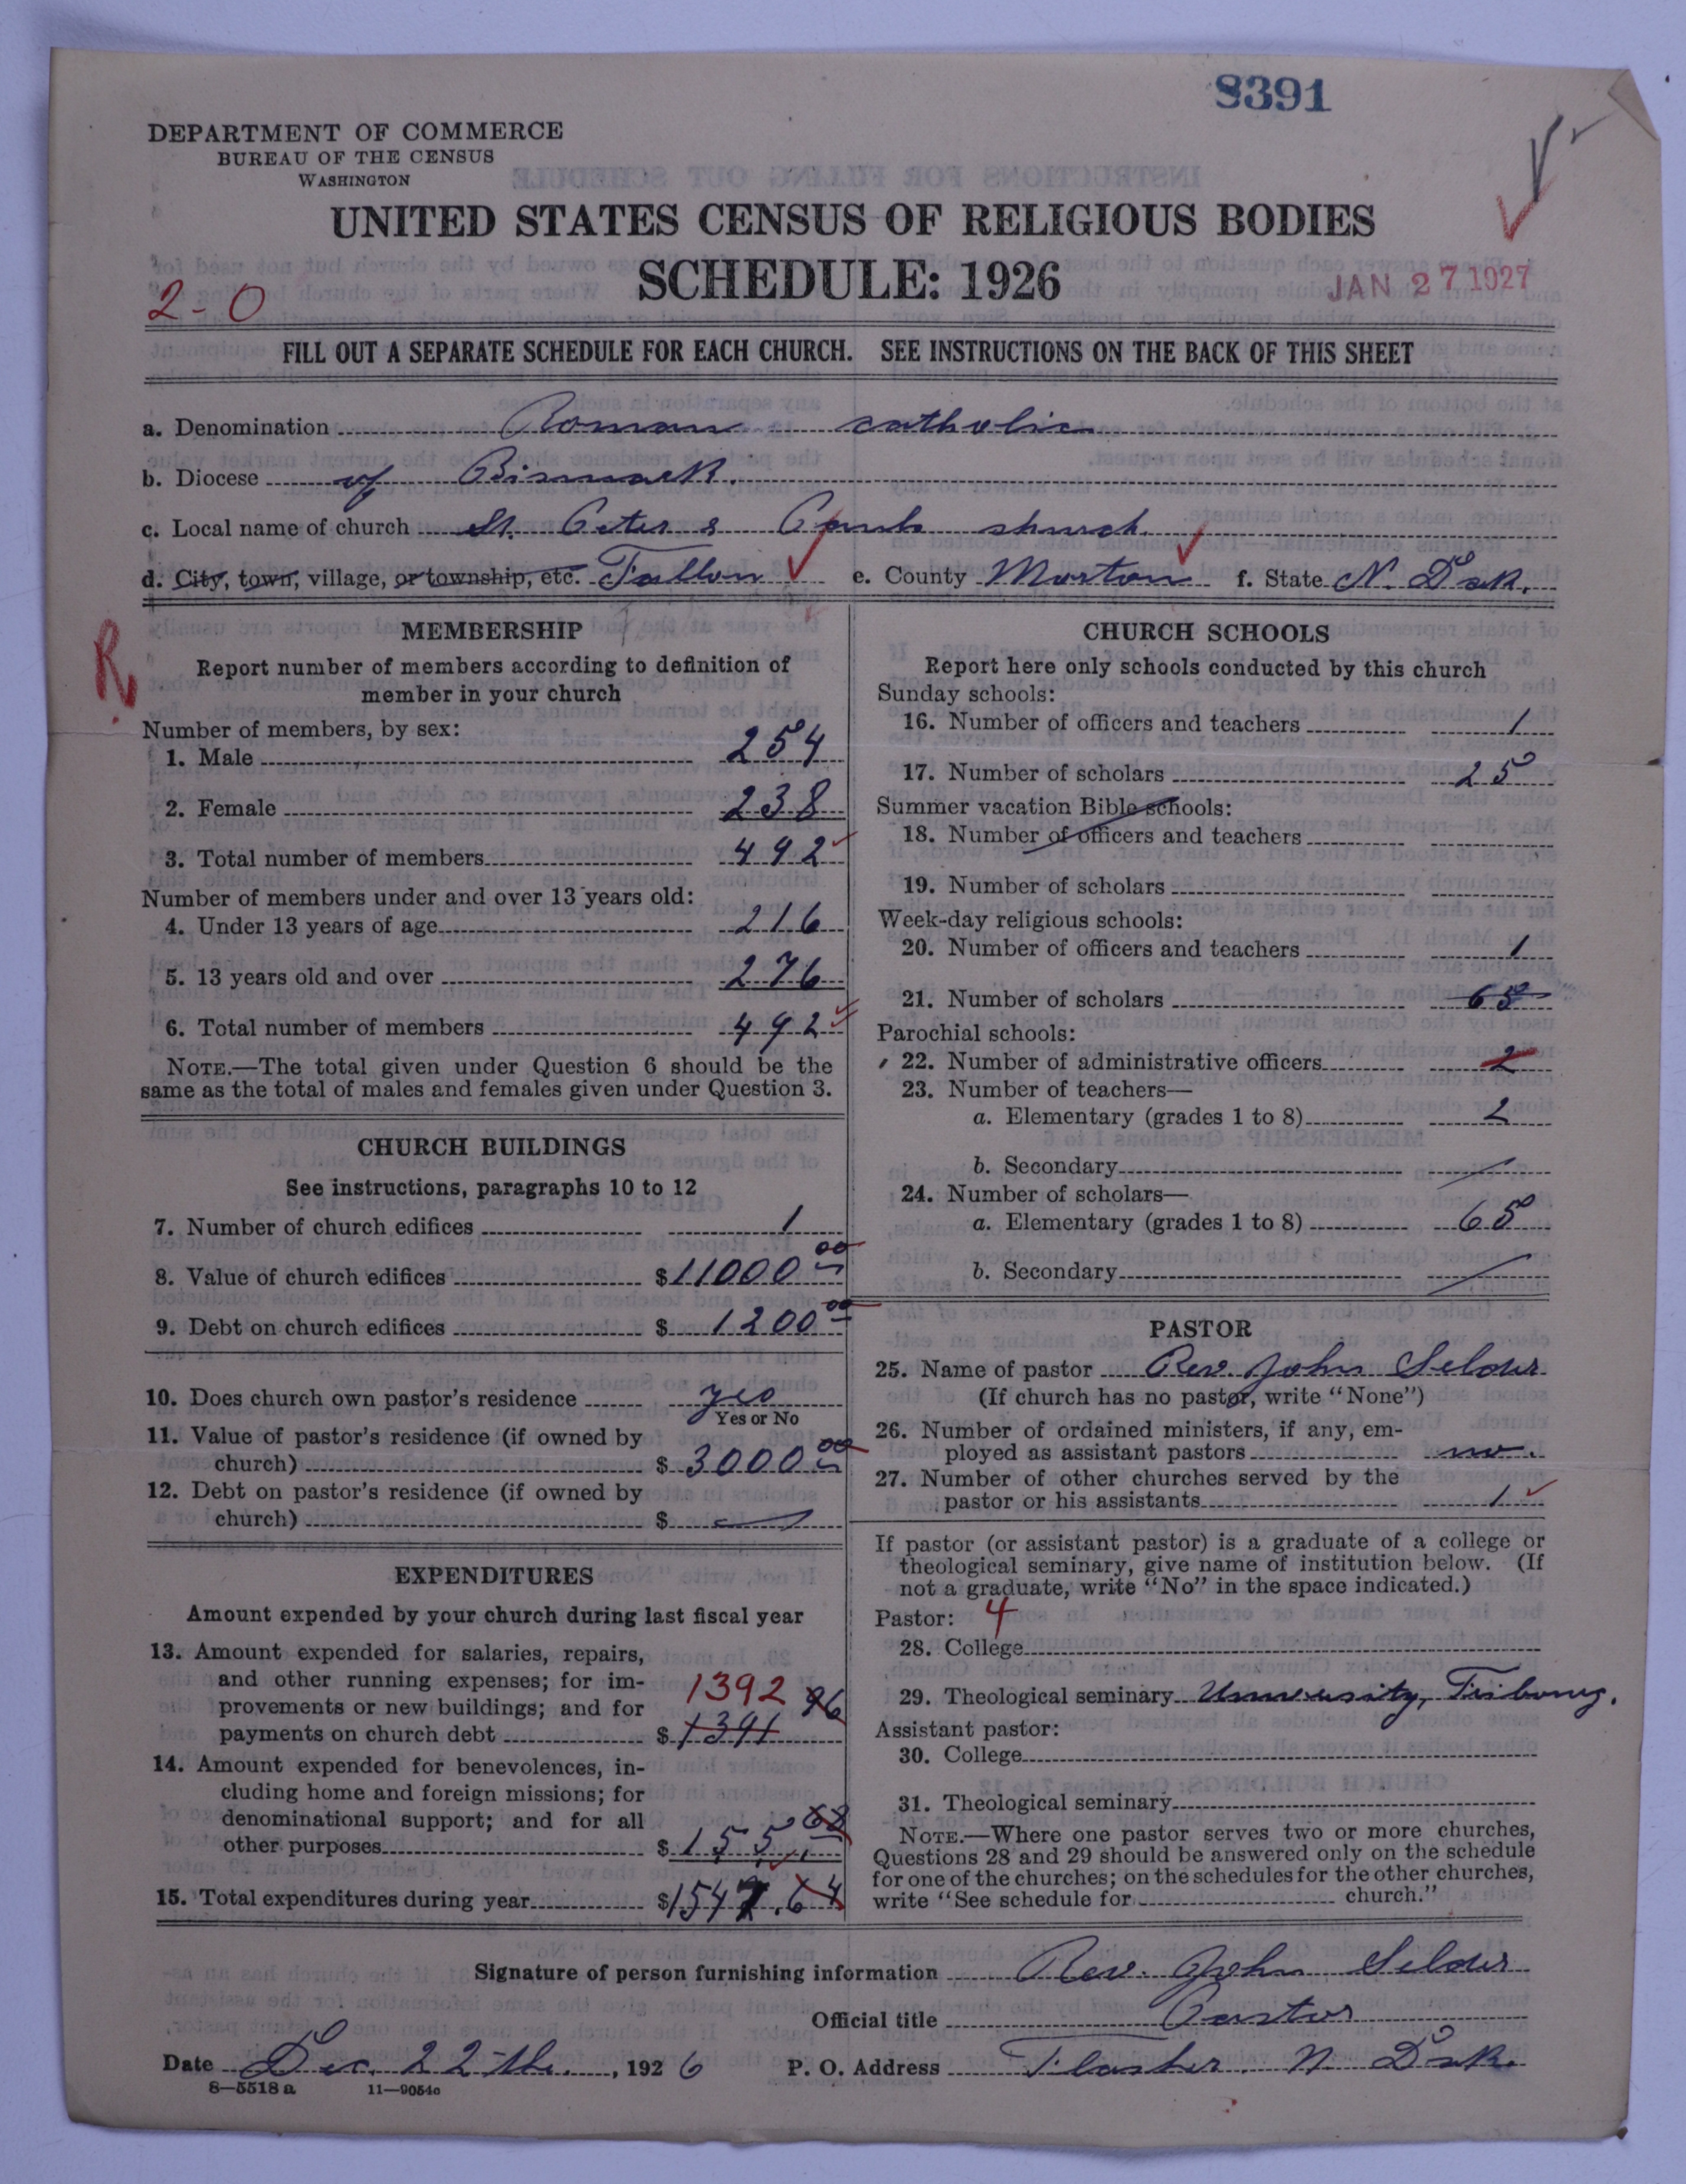 8391
DEPARTMENT OF COMMERCE
BUREAU OF THE CENSUS
WASHINGTON
UNITED STATES CENSUS OF RELIGIOUS BODIES
SCHEDULE: 1926
JAN 27 1927
2-0
FILL OUT A SEPARATE SCHEDULE FOR EACH CHURCH. SEE INSTRUCTIONS ON THE BACK OF THIS SHEET
a. Denomination Roman catholic
b. Diocese of Bismark.
c. Local name of church St. Peter & Pauls church.
d. City, town, village, or township, etc. Fallon e. County Morton f. State N. Dak.
R
MEMBERSHIP
Report number of members according to definition of
member in your church
Number of members, by sex:
1. Male 254
2. Female 238
3. Total number of members 492
Number of members under and over 13 years old:
4. Under 13 years of age 216
5. 13 years old and over 276
6. Total number of members 492
NOTE.—The total given under Question 6 should be the
same as the total of males and females given under Question 3.
CHURCH BUILDINGS
See instructions, paragraphs 10 to 12
7. Number of church edifices 1
8. Value of church edifices $11000 00
9. Debt on church edifices $1200 00
10. Does church own pastor's residence yes
Yes or No
11. Value of pastor's residence (if owned by
church) $3000 00
12. Debt on pastor's residence (if owned by
church) $ —
EXPENDITURES
Amount expended by your church during last fiscal year
13. Amount expended for salaries, repairs,
and other running expenses; for im-
provements or new buildings; and for 1392 96
payments on church debt $1391
14. Amount expended for benevolences, in-
cluding home and foreign missions; for
denominational support; and for all
other purposes $155. 68
15. Total expenditures during year $1547.64
CHURCH SCHOOLS
Report here only schools conducted by this church
Sunday schools:
16. Number of officers and teachers 1
17. Number of scholars 25
Summer vacation Bible schools:
18. Number of officers and teachers
19. Number of scholars
Week-day religious schools:
20. Number of officers and teachers 1
21. Number of scholars 65
Parochial schools:
22. Number of administrative officers 2
23. Number of teachers—
a. Elementary (grades 1 to 8) 2
b. Secondary —
24. Number of scholars—
a. Elementary (grades 1 to 8) 65
b. Secondary —
PASTOR
25. Name of pastor Rev. John
(If church has no pastor, write "None")
26. Number of ordained ministers, if any, em-
ployed as assistant pastors no.
27. Number of other churches served by the
pastor or his assistants 1
If pastor (or assistant pastor) is a graduate of a college or
theological seminary, give name of institution below. (If
not a graduate, write "No" in the space indicated.)
Pastor: 4
28. College
29. Theological seminary University, Fribourg.
Assistant pastor:
30. College
31. Theological seminary
NOTE.—Where one pastor serves two or more churches,
Questions 28 and 29 should be answered only on the schedule
for one of the churches; on the schedules for the other churches,
write "See schedule for church."
Signature of person furnishing information Rev. John
Official title Pastor
Date Dec. 22-th., 1926 P. O. Address Flasher N. Dak.
8—5518 a 11—9054c